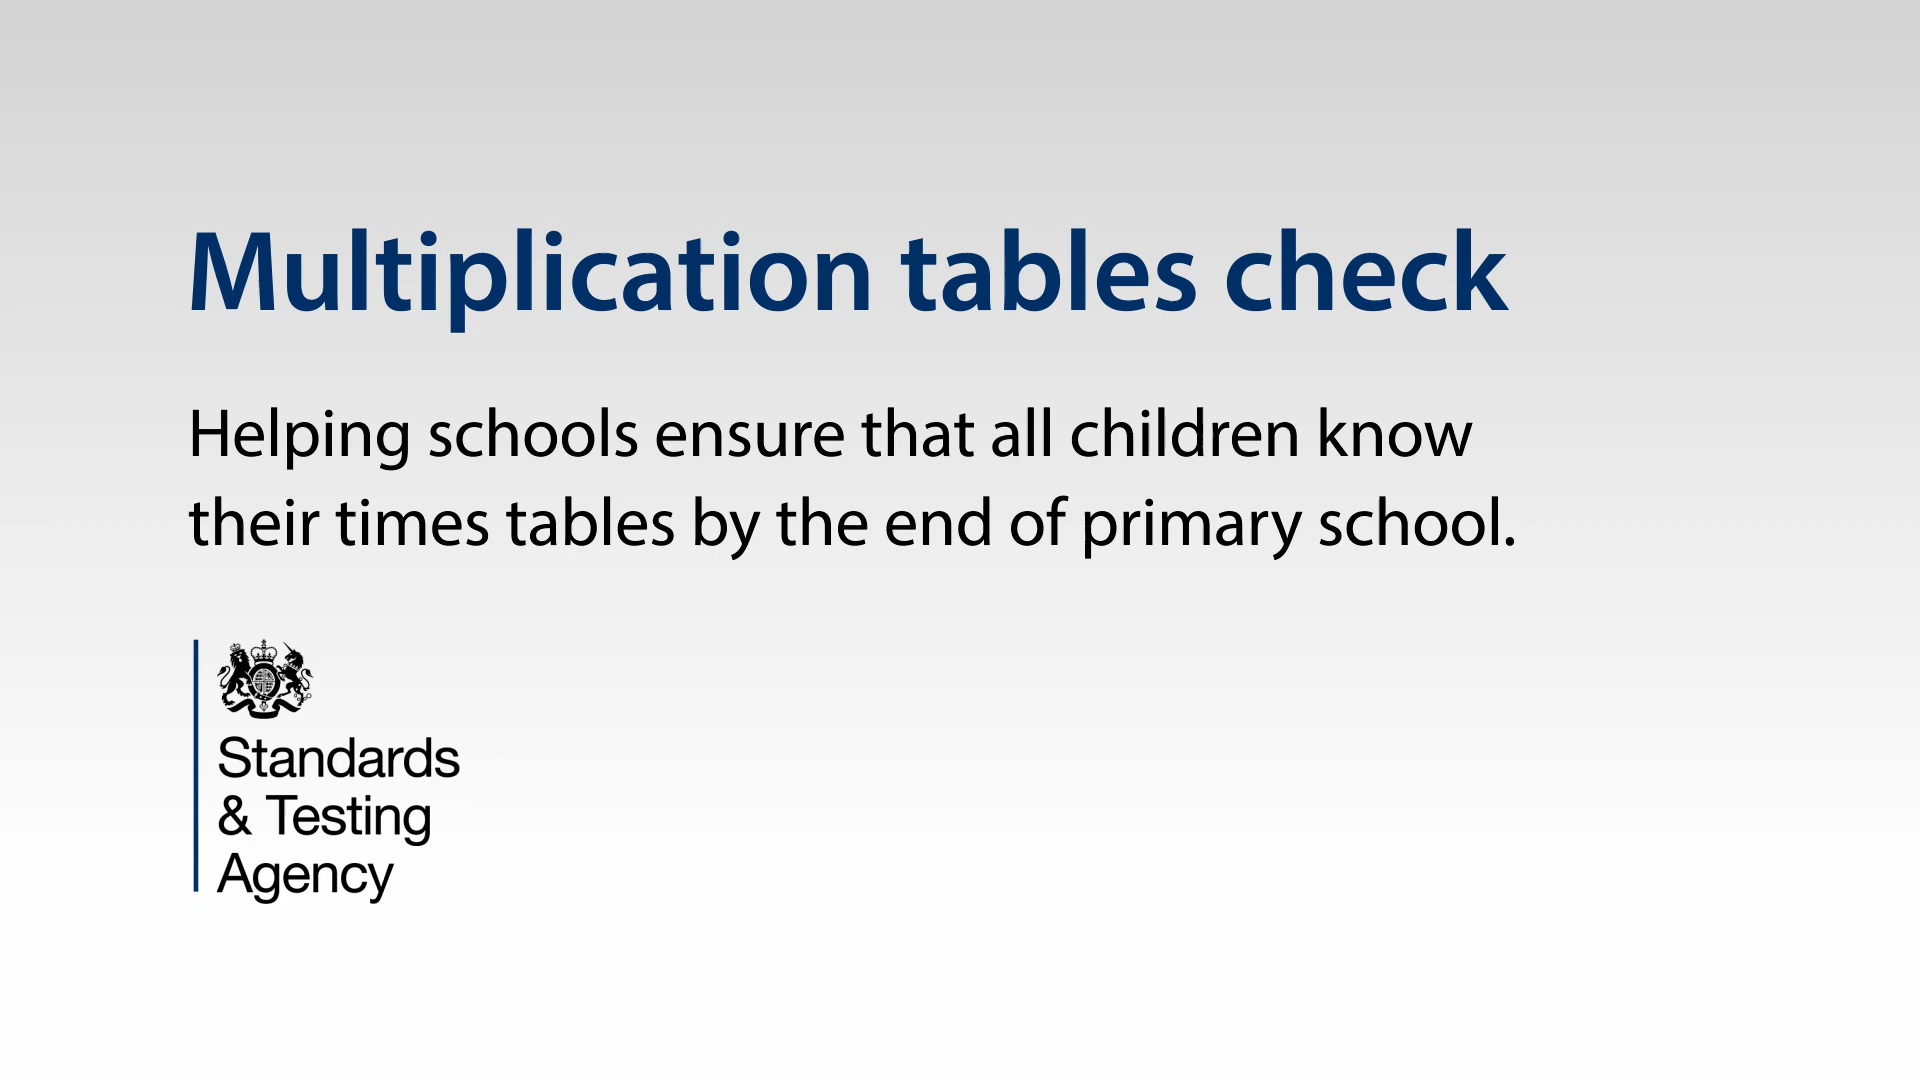 Multiplication tables check
Helping schools ensure that all children know
their times tables by the end of primary school.
Standards
& Testing
Agency